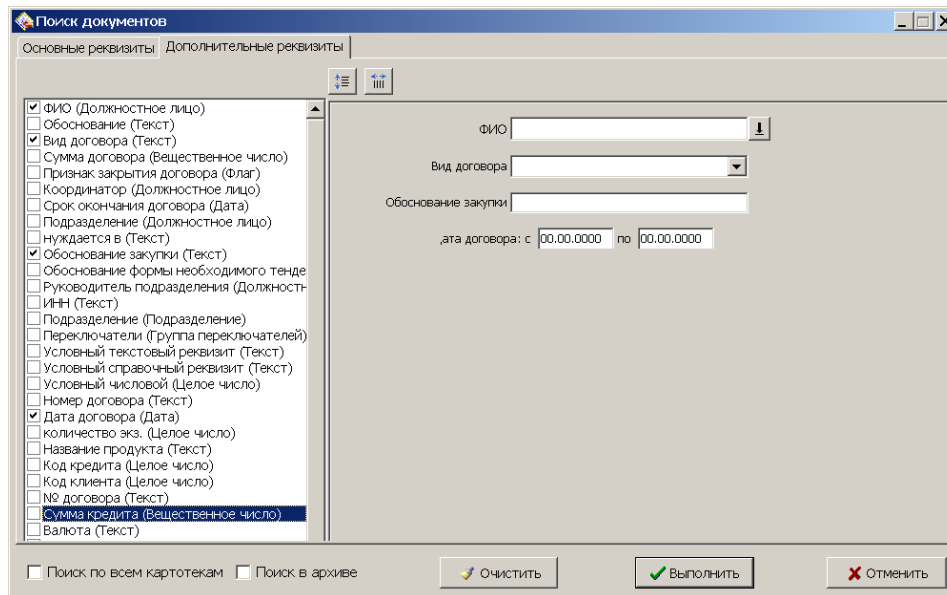 Поиск документов
Основные реквизиты
Дополнительные реквизиты
ФИО (Должностное лицо)
Обоснование (Текст)
Вид договора (Текст)
Сумма договора (Вещественное число)
Признак закрытия договора (Флаг)
Координатор (Должностное лицо)
Срок окончания договора (Дата)
Подразделение (Должностное лицо)
нуждается в (Текст)
Обоснование закупки (Текст)
Обоснование формы необходимого тенде
Руководитель подразделения (Должностн
ИНН (Текст)
Подразделение (Подразделение)
Переключатели (Группа переключателей)
Условный текстовый реквизит (Текст)
Условный справочный реквизит (Текст)
Условный числовой (Целое число)
Номер договора (Текст)
Дата договора (Дата)
количество экз. (Целое число)
Название продукта (Текст)
Код кредита (Целое число)
Код клиента (Целое число)
№ договора (Текст)
Сумма кредита (Вещественное число)
Валюта (Текст)
ФИО
Вид договора
Обоснование закупки
,ата договора: с 00.00.0000 по 00.00.0000
Поиск по всем картотекам
Поиск в архиве
Очистить
Выполнить
Отменить